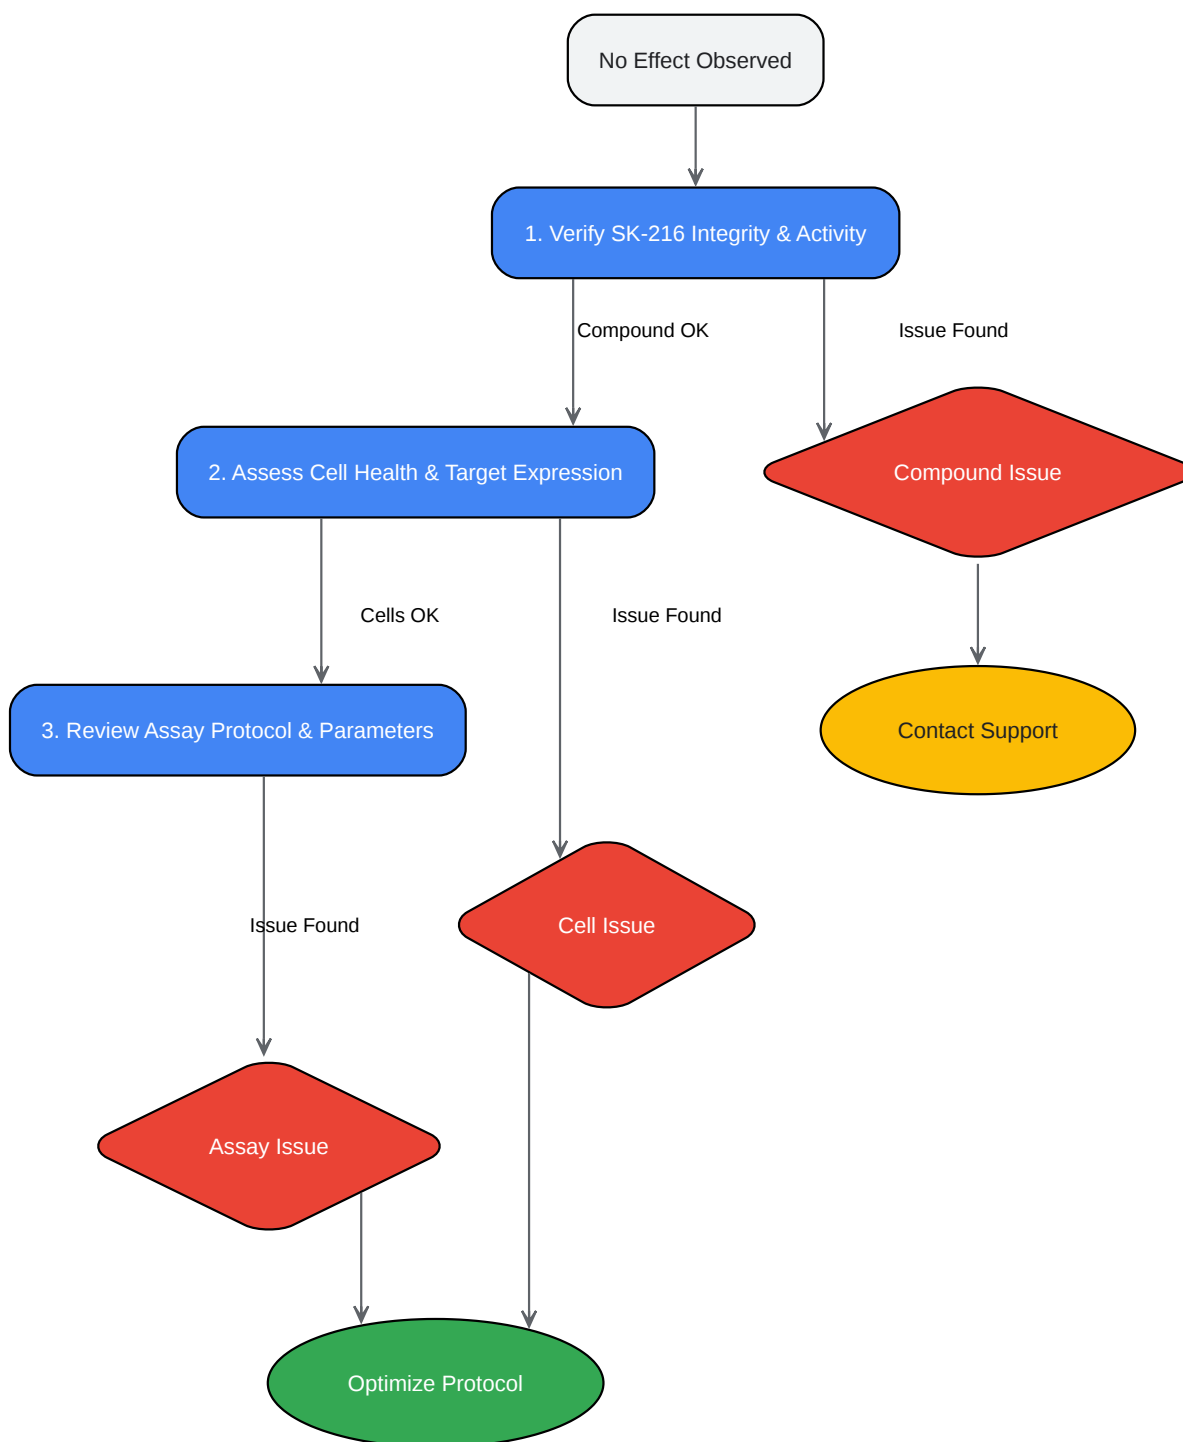 No Effect Observed
1. Verify SK-216 Integrity & Activity
Compound OK
Issue Found
2. Assess Cell Health & Target Expression
Compound Issue
Cells OK
Issue Found
3. Review Assay Protocol & Parameters
Contact Support
Issue Found
Cell Issue
Assay Issue
Optimize Protocol